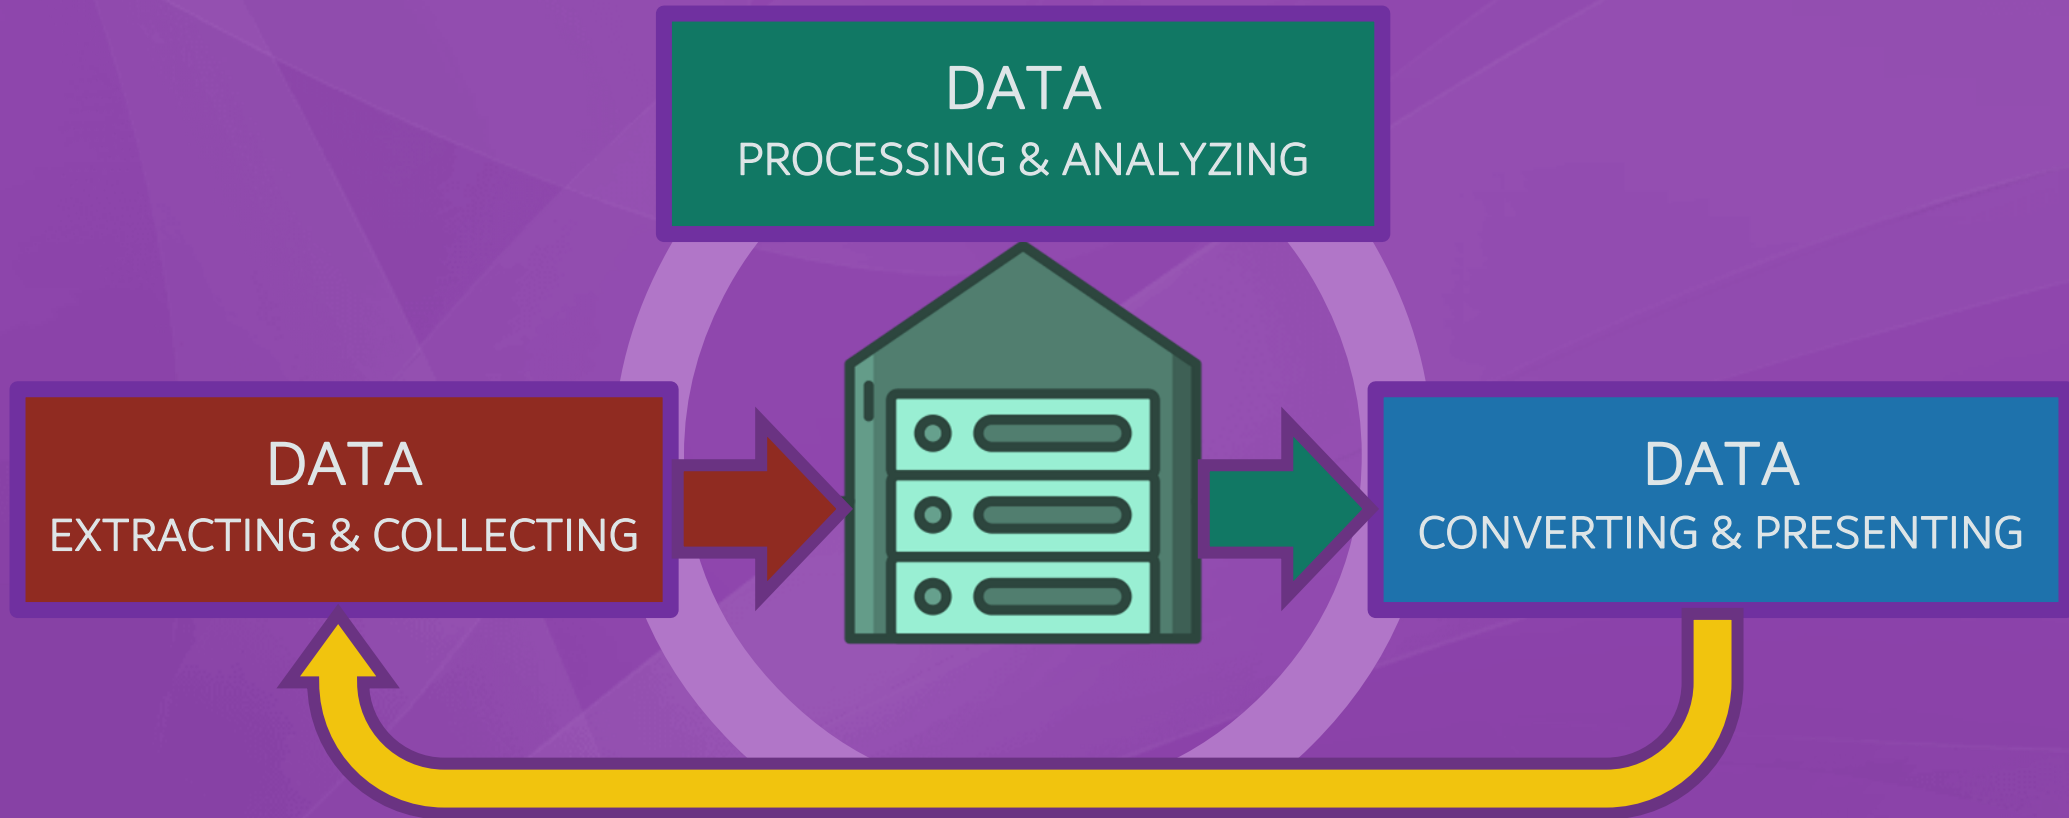 DATA
PROCESSING & ANALYZING
DATA
EXTRACTING & COLLECTING
DATA
CONVERTING & PRESENTING